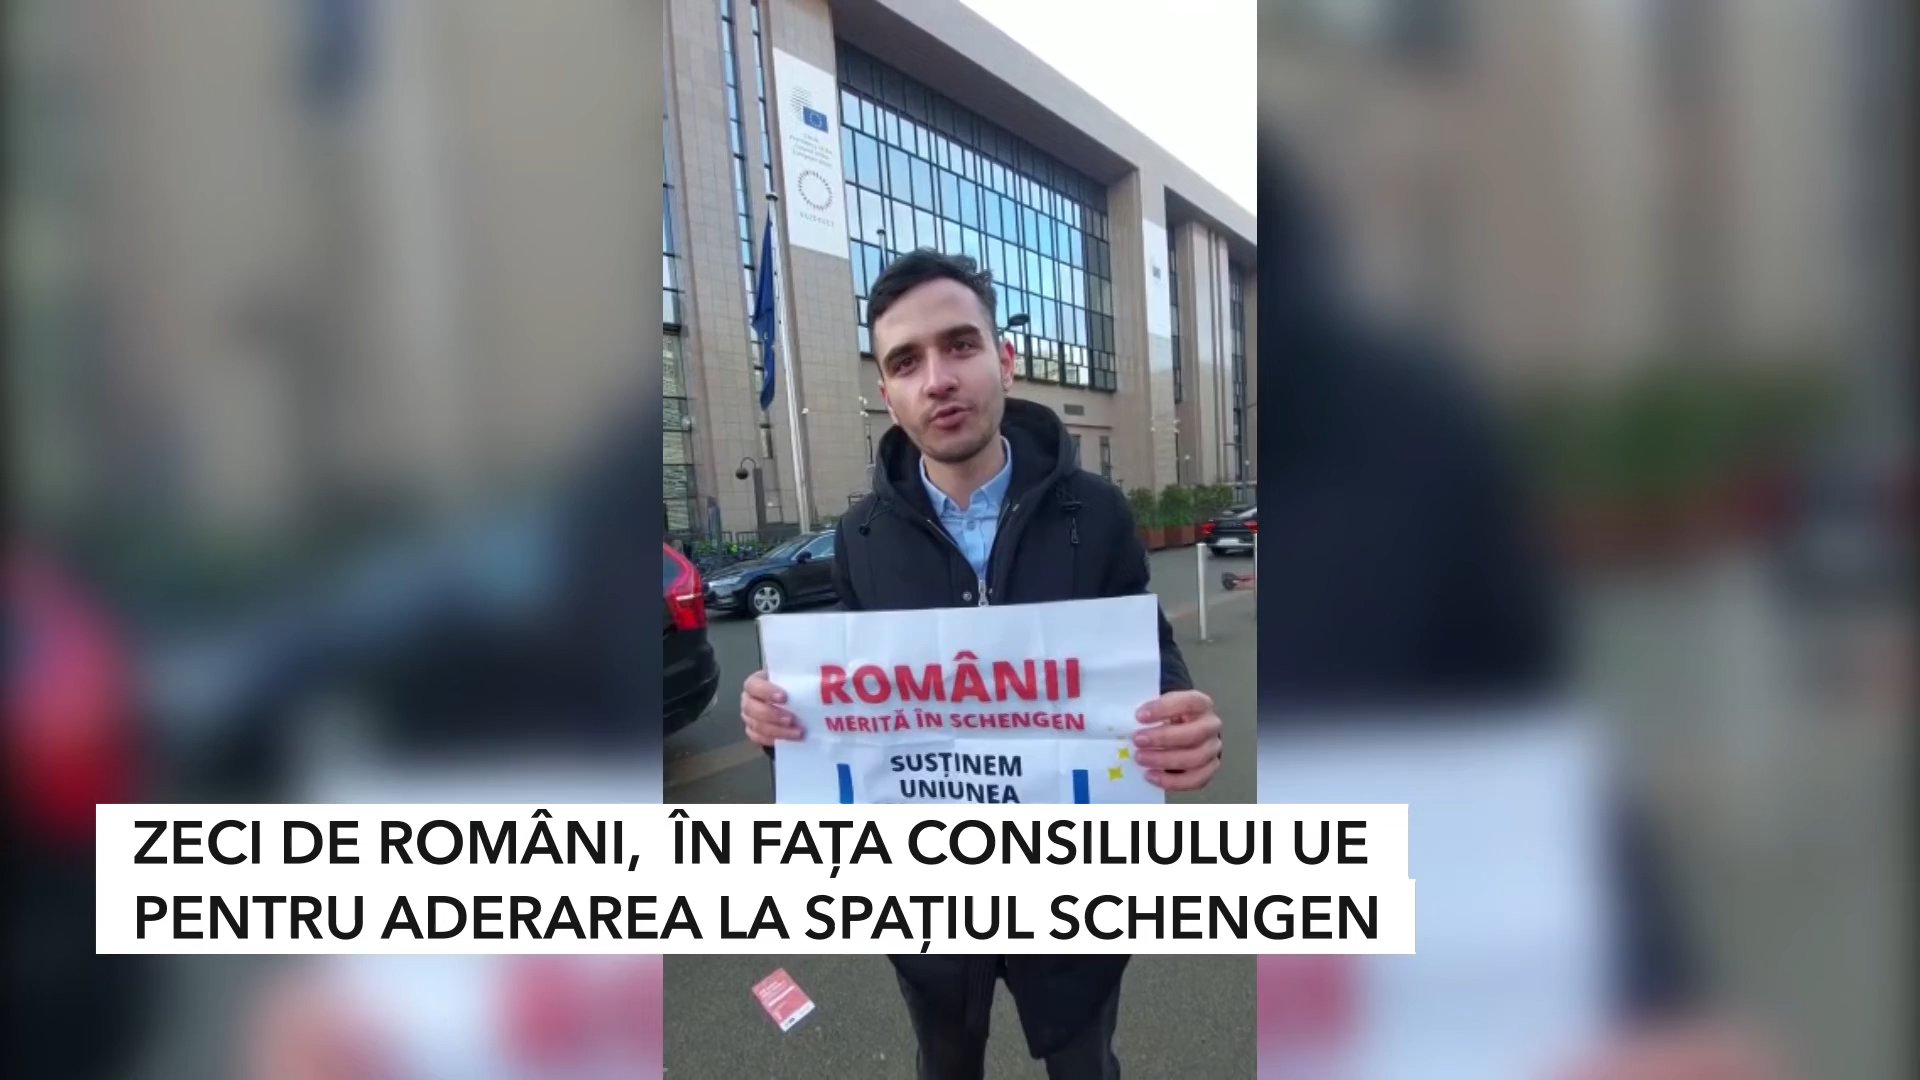 ROMÂNII
MERITĂ ÎN SCHENGEN
SUSȚINEM
UNIUNEA
ZECI DE ROMÂNI, ÎN FAȚA CONSILIULUI UE
PENTRU ADERAREA LA SPAȚIUL SCHENGEN